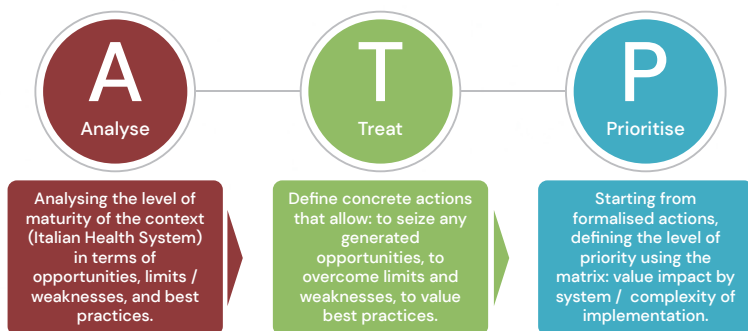 A
Analyse
T
Treat
P
Prioritise
Analysing the level of
maturity of the context
(Italian Health System)
in terms of
opportunities, limits /
weaknesses, and best
practices.
Define concrete actions
that allow: to seize any
generated
opportunities, to
overcome limits and
weaknesses, to value
best practices.
Starting from
formalised actions,
defining the level of
priority using the
matrix: value impact by
system / complexity of
implementation.